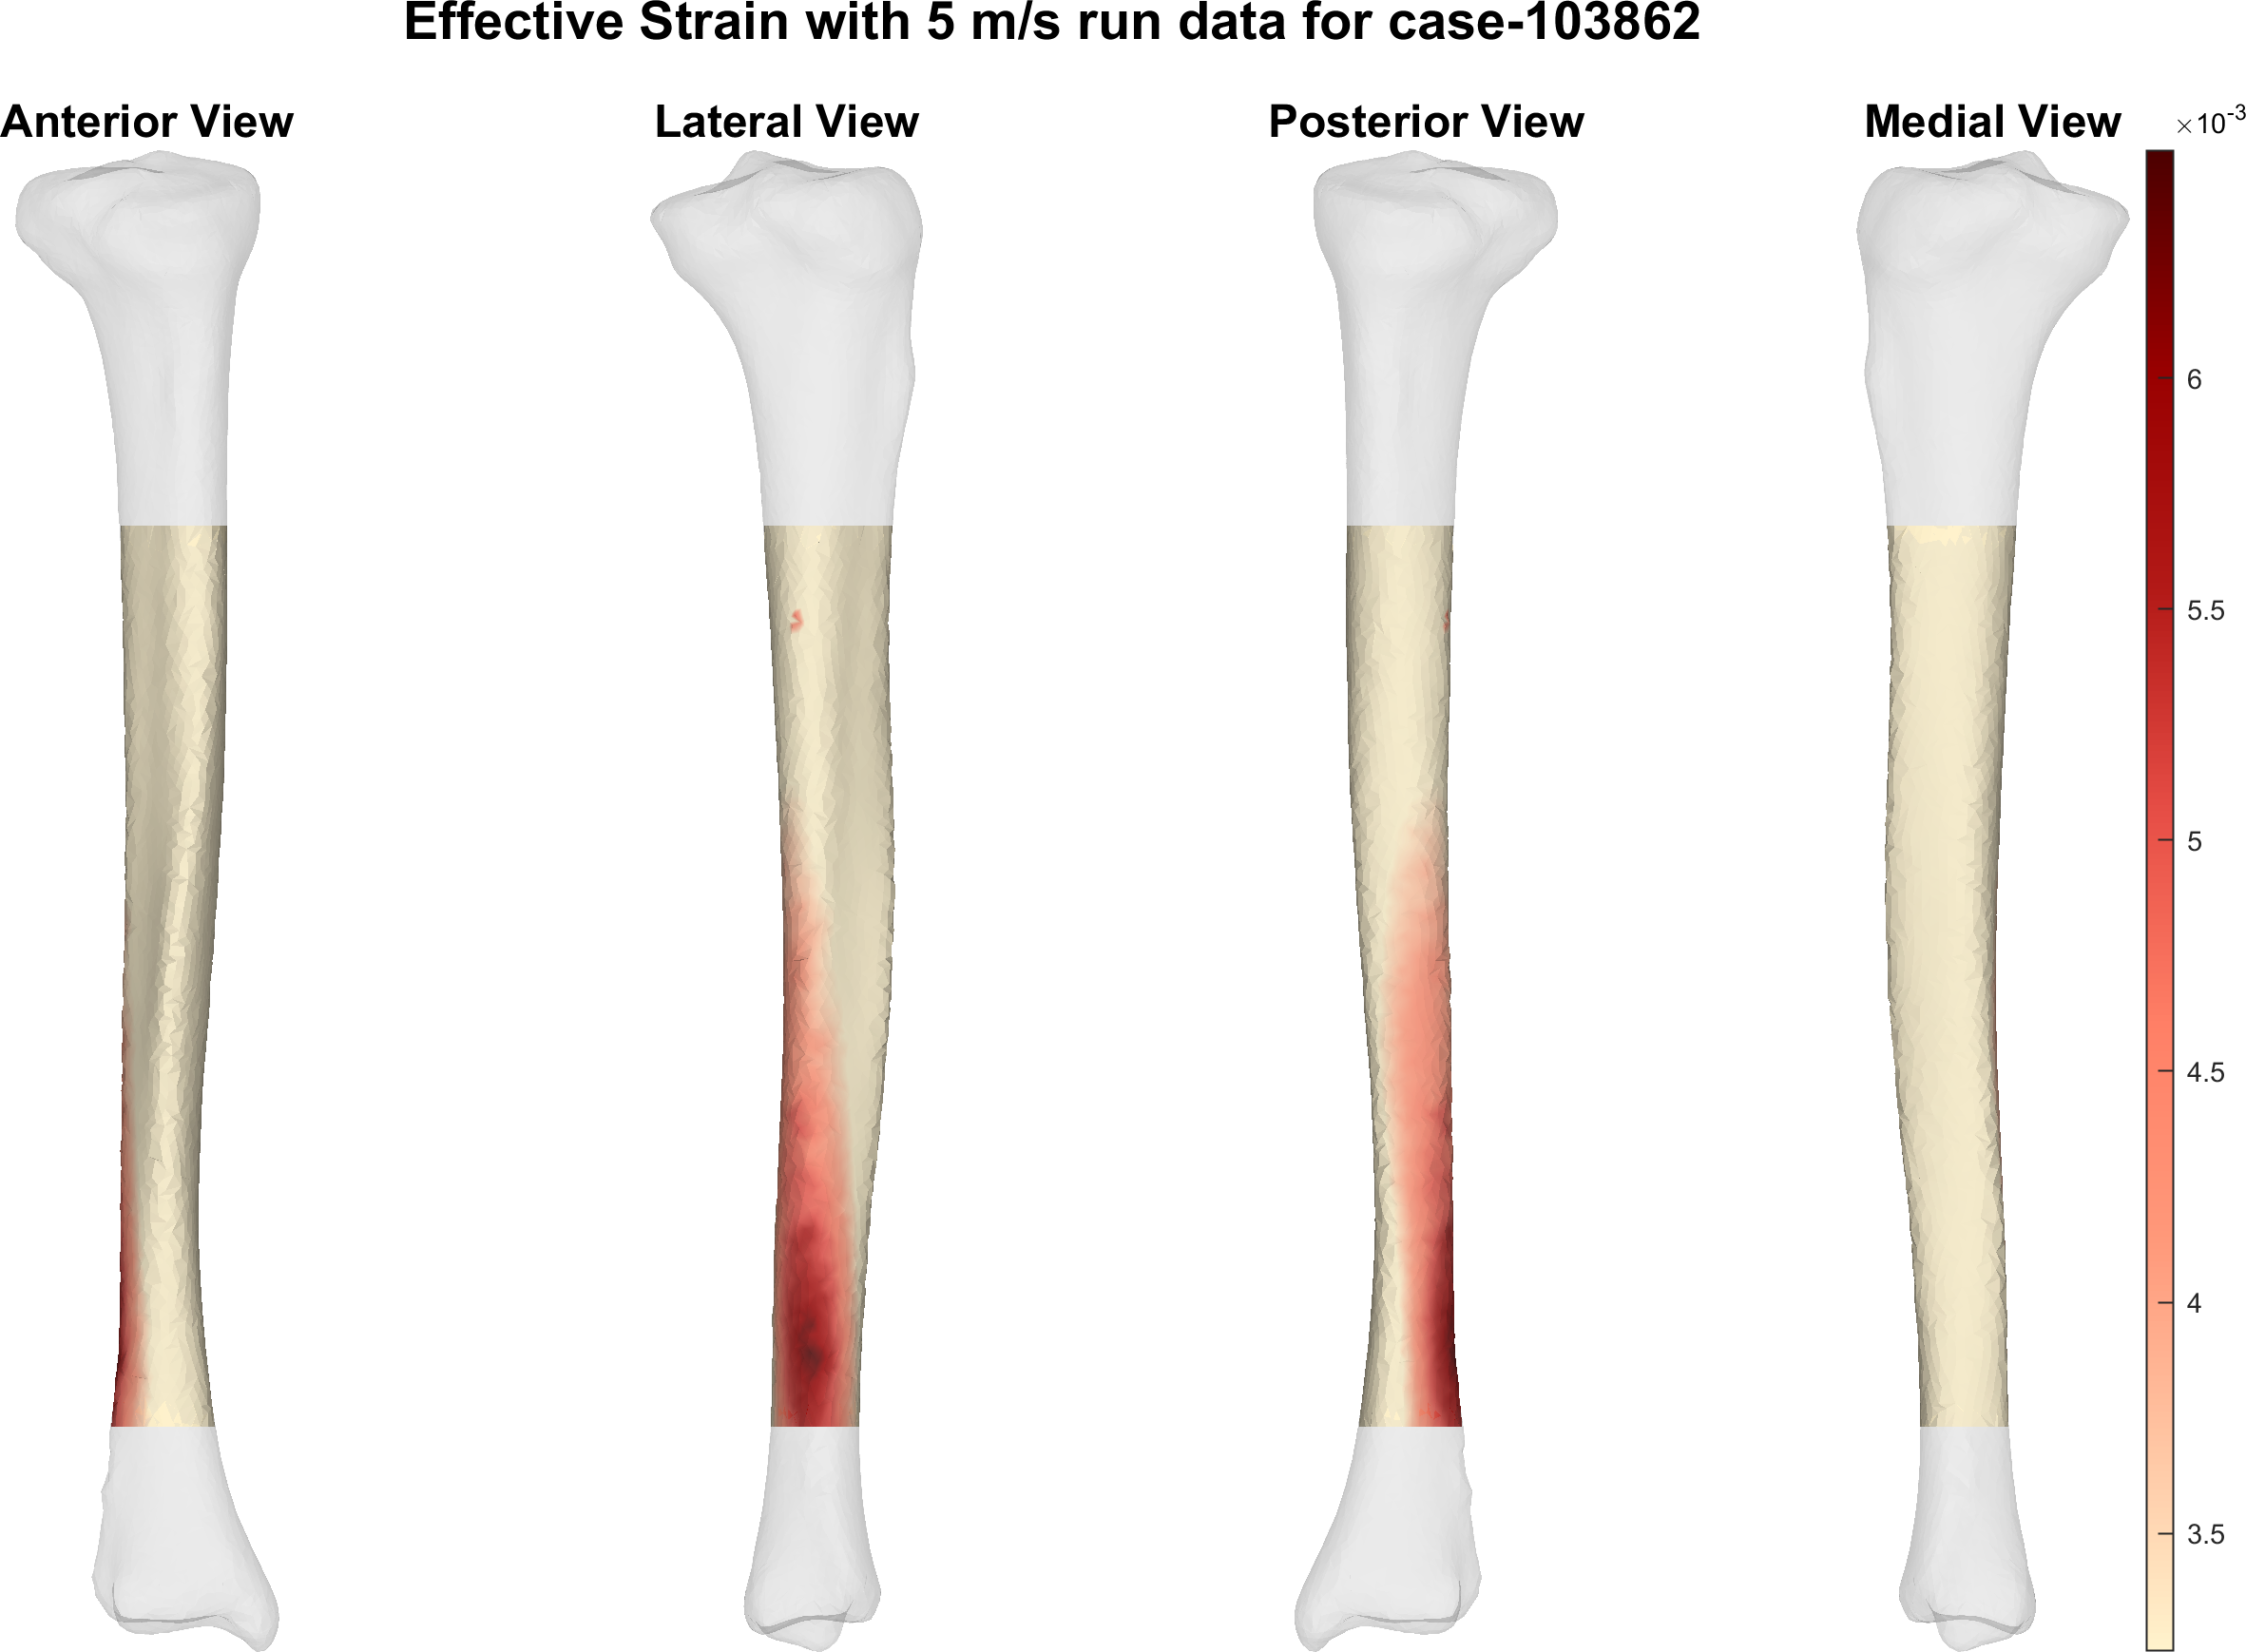 Effective Strain with 5 m/s run data for case-103862
Anterior View
Lateral View
Posterior View
Medial View
×10-3
6
5.5
5
4.5
4
3.5